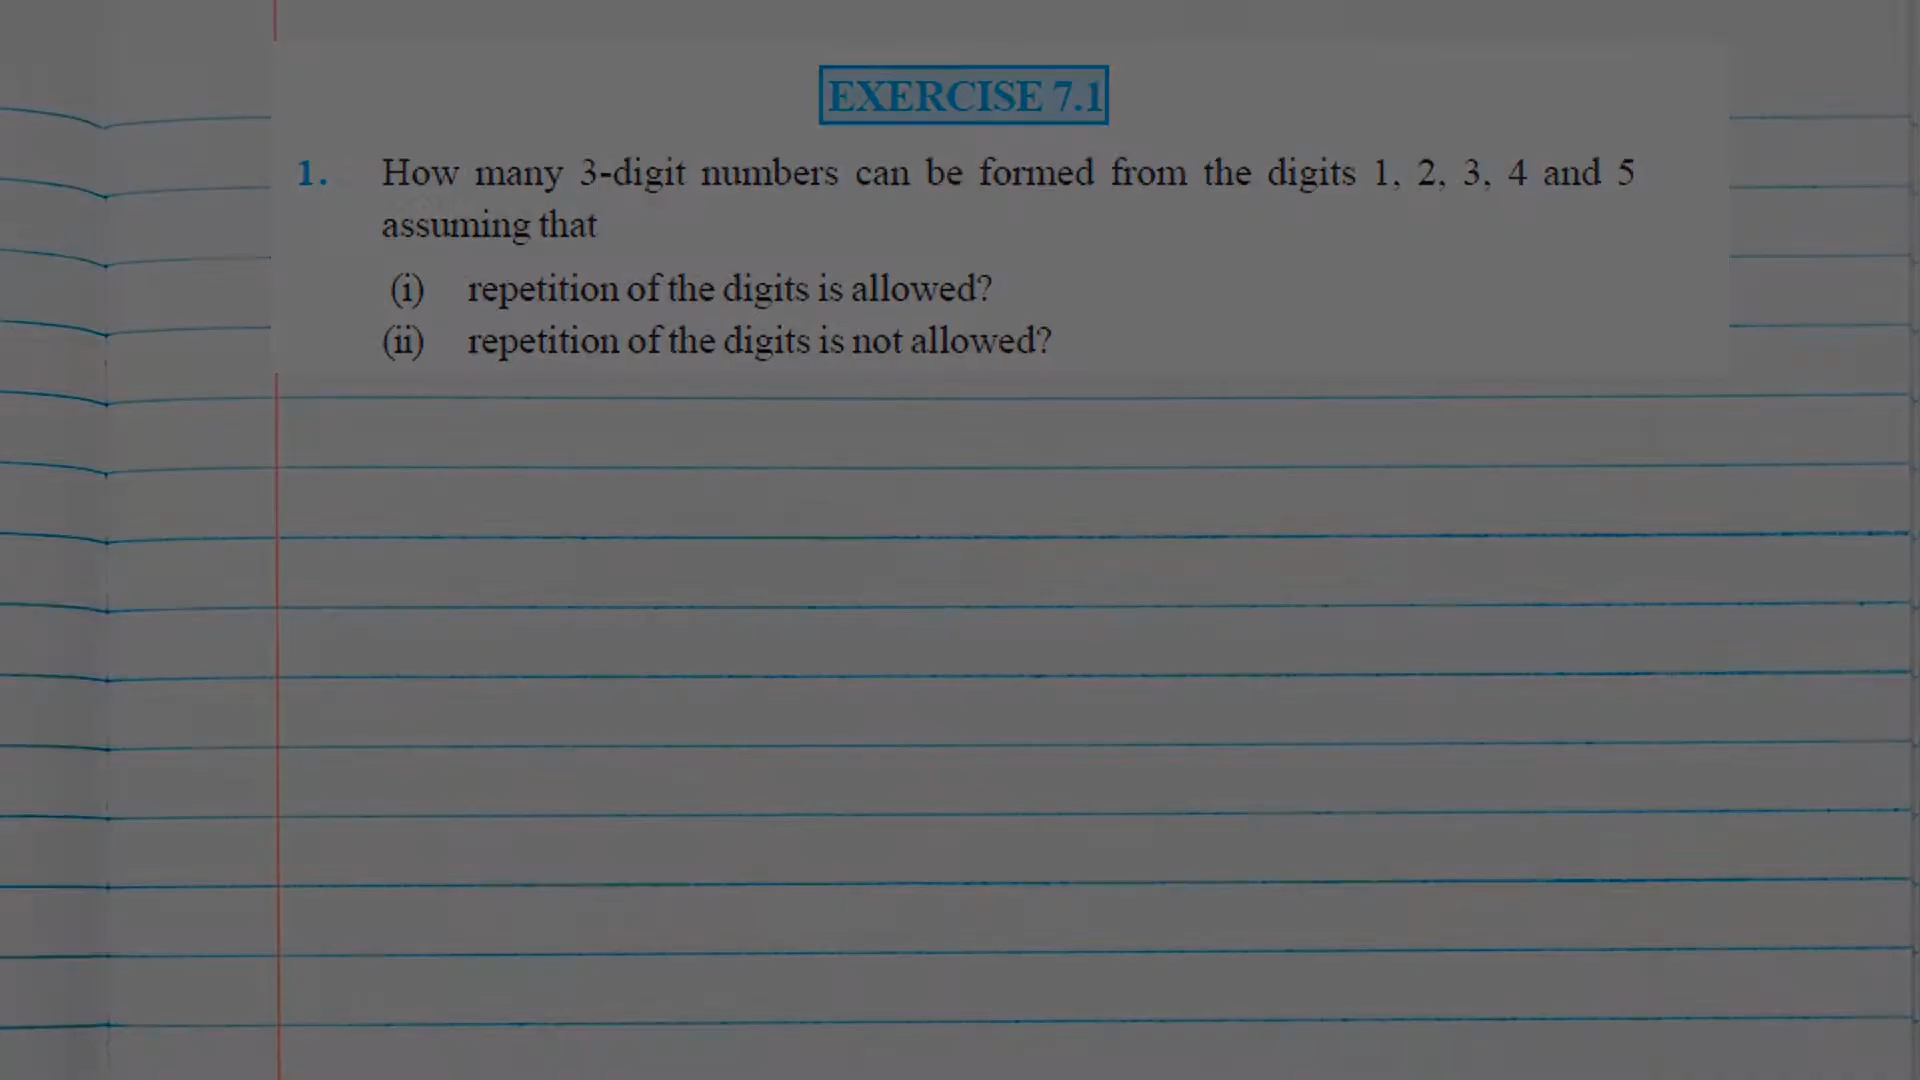 EXERCISE 7.1
1. How many 3-digit numbers can be formed from the digits 1, 2, 3, 4 and 5
assuming that
(i) repetition of the digits is allowed?
(ii) repetition of the digits is not allowed?